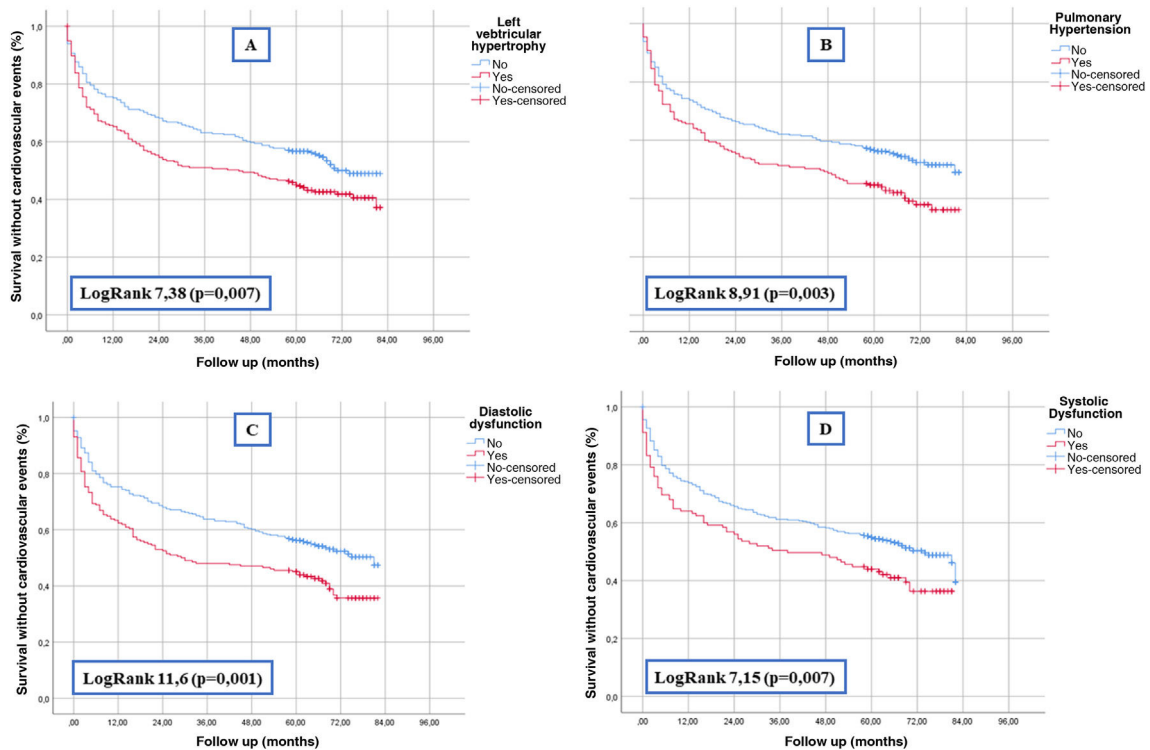 A
Left
vebtricular
hypertrophy
No
Yes
No-censored
Yes-censored
Survival without cardiovascular events (%)
1,0
0,8
0,6
0,4
0,2
0,0
LogRank 7,38 (p=0,007)
,00 12,00 24,00 36,00 48,00 60,00 72,00 84,00 96,00
Follow up (months)
B
Pulmonary
Hypertension
No
Yes
No-censored
Yes-censored
LogRank 8,91 (p=0,003)
,00 12,00 24,00 36,00 48,00 60,00 72,00 84,00 96,00
Follow up (months)
C
Diastolic
dysfunction
No
Yes
No-censored
Yes-censored
Survival without cardiovascular events (%)
1,0
0,8
0,6
0,4
0,2
0,0
LogRank 11,6 (p=0,001)
,00 12,00 24,00 36,00 48,00 60,00 72,00 84,00 96,00
Follow up (months)
D
Systolic
Dysfunction
No
Yes
No-censored
Yes-censored
Survival without cardiovascular events (%)
1,0
0,8
0,6
0,4
0,2
0,0
LogRank 7,15 (p=0,007)
,00 12,00 24,00 36,00 48,00 60,00 72,00 84,00 96,00
Follow up (months)